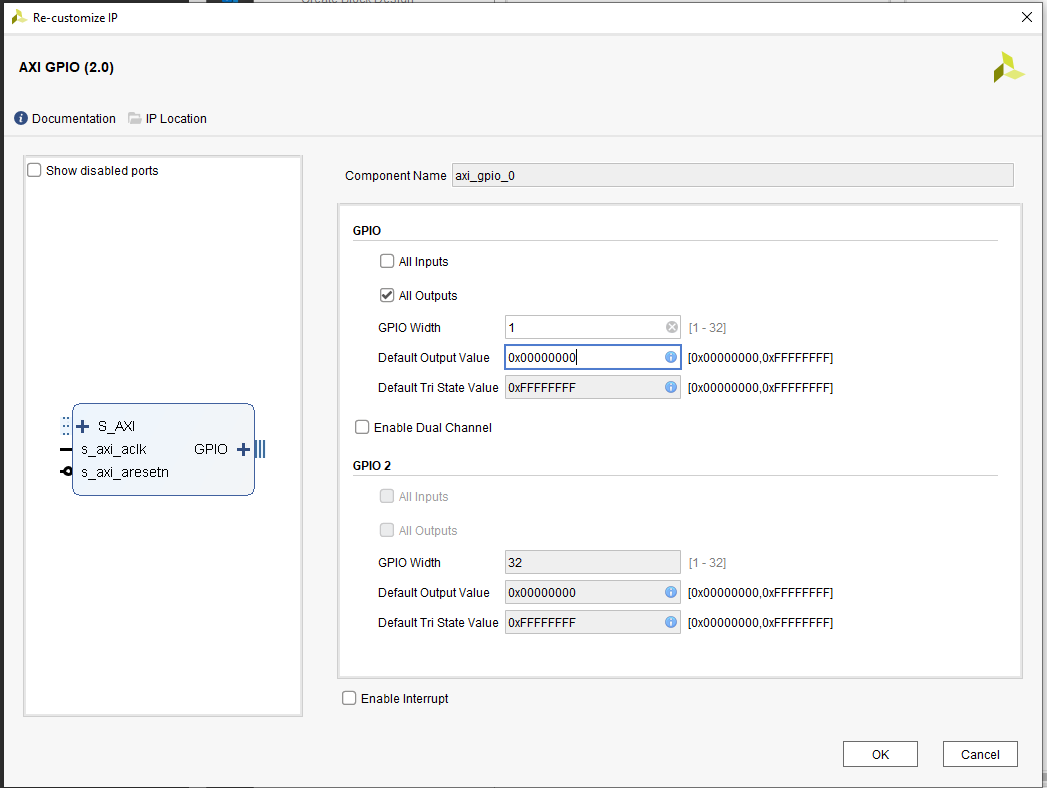 Create Block Design
Re-customize IP
AXI GPIO (2.0)
Documentation IP Location
Show disabled ports
S_AXI
s_axi_aclk
s_axi_aresetn
GPIO
Component Name axi_gpio_0
GPIO
All Inputs
All Outputs
GPIO Width 1 [1 - 32]
Default Output Value 0x00000000 [0x00000000,0xFFFFFFFF]
Default Tri State Value 0xFFFFFFFF [0x00000000,0xFFFFFFFF]
Enable Dual Channel
GPIO 2
All Inputs
All Outputs
GPIO Width 32 [1 - 32]
Default Output Value 0x00000000 [0x00000000,0xFFFFFFFF]
Default Tri State Value 0xFFFFFFFF [0x00000000,0xFFFFFFFF]
Enable Interrupt
OK Cancel